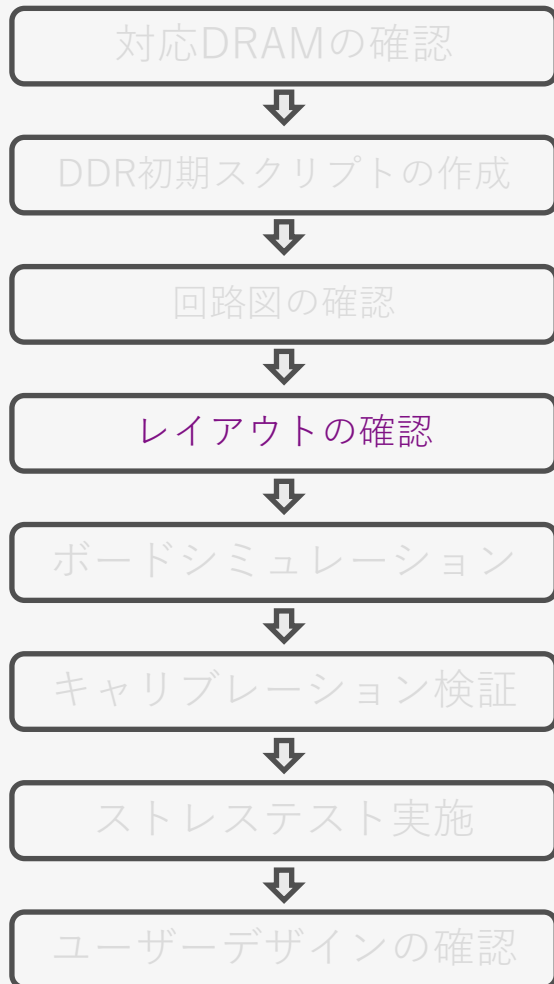 対応DRAMの確認
DDR初期スクリプトの作成
回路図の確認
レイアウトの確認
ボードシミュレーション
キャリブレーション検証
ストレステスト実施
ユーザーデザインの確認